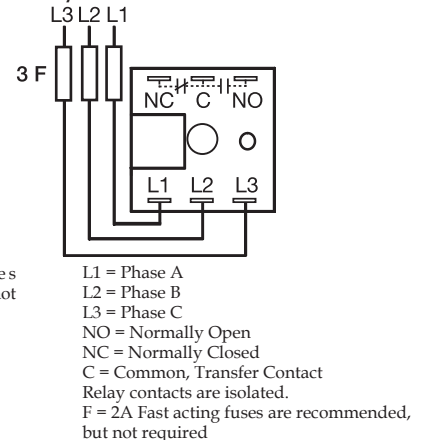 L3 L2 L1
3 F
NC C NO
L1 L2 L3
L1 = Phase A
L2 = Phase B
L3 = Phase C
NO = Normally Open
NC = Normally Closed
C = Common, Transfer Contact
Relay contacts are isolated.
F = 2A Fast acting fuses are recommended,
but not required